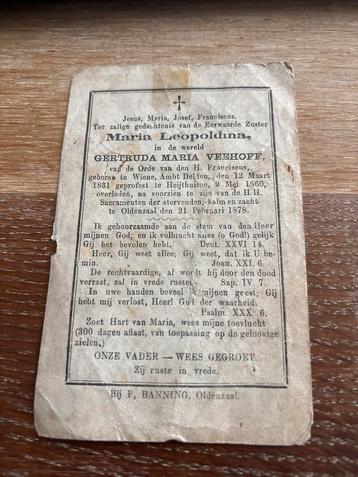 Jesus, Maria, Josef, Franciscus.
Ter zalige gedachtenis van de Eerwaarde Zuster
Maria Leopoldina,
in de wereld
GERTRUDA MARIA VEEHOFF,
van de Orde van den H. Franciscus,
geboren te Wiene, Ambt Delden, den 12 Maart
1831 geprofest te Heijthuizen, 9 Mei 1860,
overleden, na voorzien te zijn van de H.H.
Sacramenten der stervenden, kalm en zacht
te Oldenzaal den 21 Februari 1878.
Ik gehoorzaamde aan de stem van den Heer
mijnen God, en ik volbracht alles (o God!) gelijk
Gij het bevolen hebt. Deut. XXVI 14.
Heer, Gij weet alles; Gij weet, dat ik U be-
min. Joan. XXI. 6.
De rechtvaardige, al wordt hij door den dood
verrast, zal in vrede rusten. Sap. IV. 7.
In uwe handen beveel ik mijnen geest; Gij
hebt mij verlost, Heer! God der waarheid.
Psalm XXX. 6.
Zoet Hart van Maria, wees mijne toevlucht
(300 dagen aflaat, van toepassing op de geloovige
zielen.)
ONZE VADER — WEES GEGROET.
Zij ruste in vrede.
Bij F. BANNING, Oldenzaal.